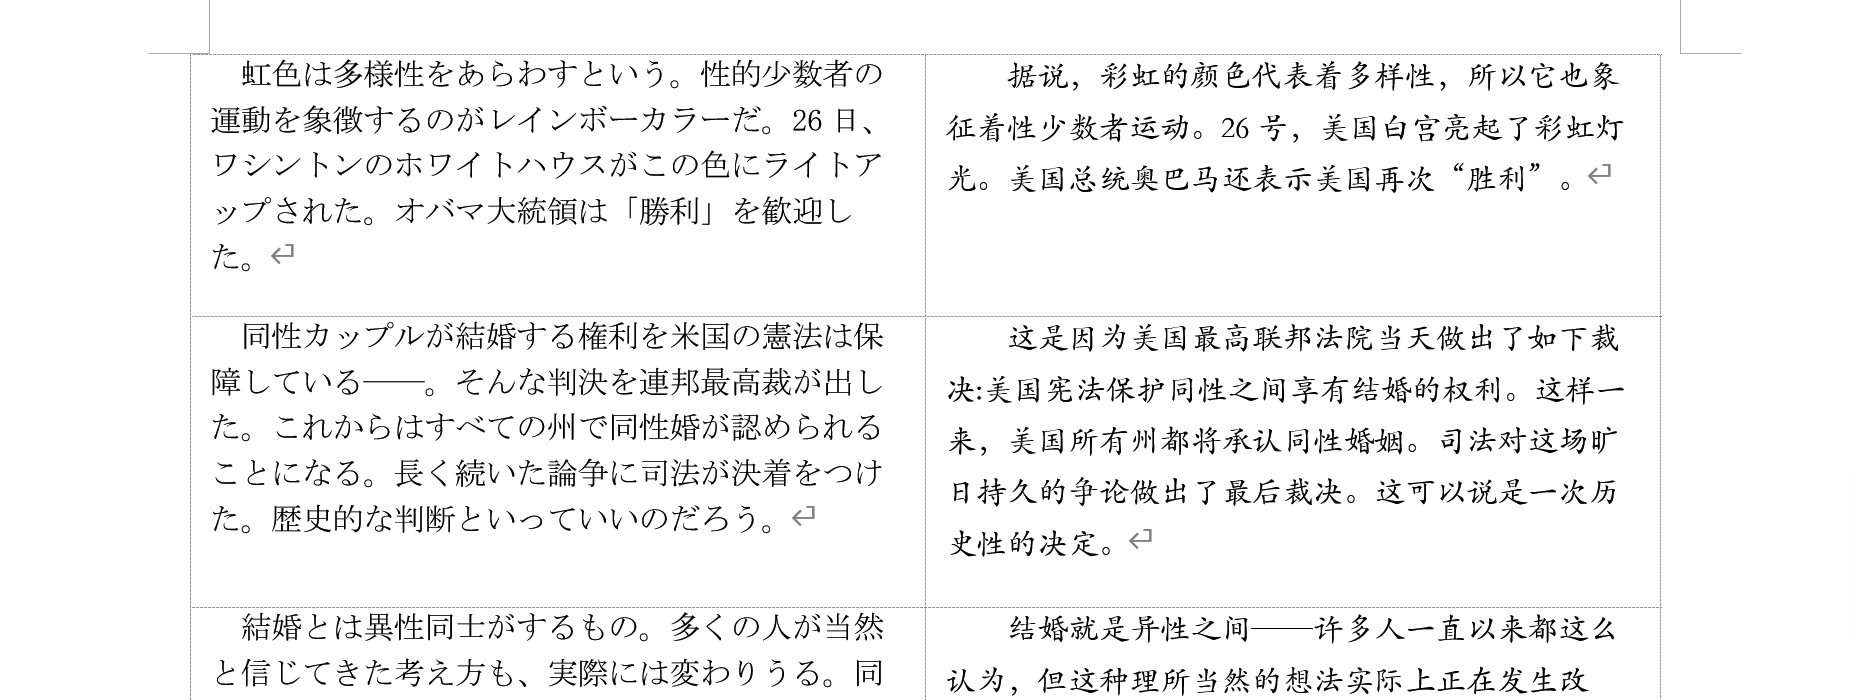 虹色は多様性をあらわすという。性的少数者の
運動を象徴するのがレインボーカラーだ。26 日、
ワシントンのホワイトハウスがこの色にライトア
ップされた。オバマ大統領は「勝利」を歓迎し
た。
据说，彩虹的颜色代表着多样性，所以它也象
征着性少数者运动。26 号，美国白宫亮起了彩虹灯
光。美国总统奥巴马还表示美国再次“胜利”。
同性カップルが結婚する権利を米国の憲法は保
障している——。そんな判決を連邦最高裁が出し
た。これからはすべての州で同性婚が認められる
ことになる。長く続いた論争に司法が決着をつけ
た。歴史的な判断といっていいのだろう。
这是因为美国最高联邦法院当天做出了如下裁
决:美国宪法保护同性之间享有结婚的权利。这样一
来，美国所有州都将承认同性婚姻。司法对这场旷
日持久的争论做出了最后裁决。这可以说是一次历
史性的决定。
結婚とは異性同士がするもの。多くの人が当然
と信じてきた考え方も、実際には変わりうる。同
结婚就是异性之间——许多人一直以来都这么
认为，但这种理所当然的想法实际上正在发生改